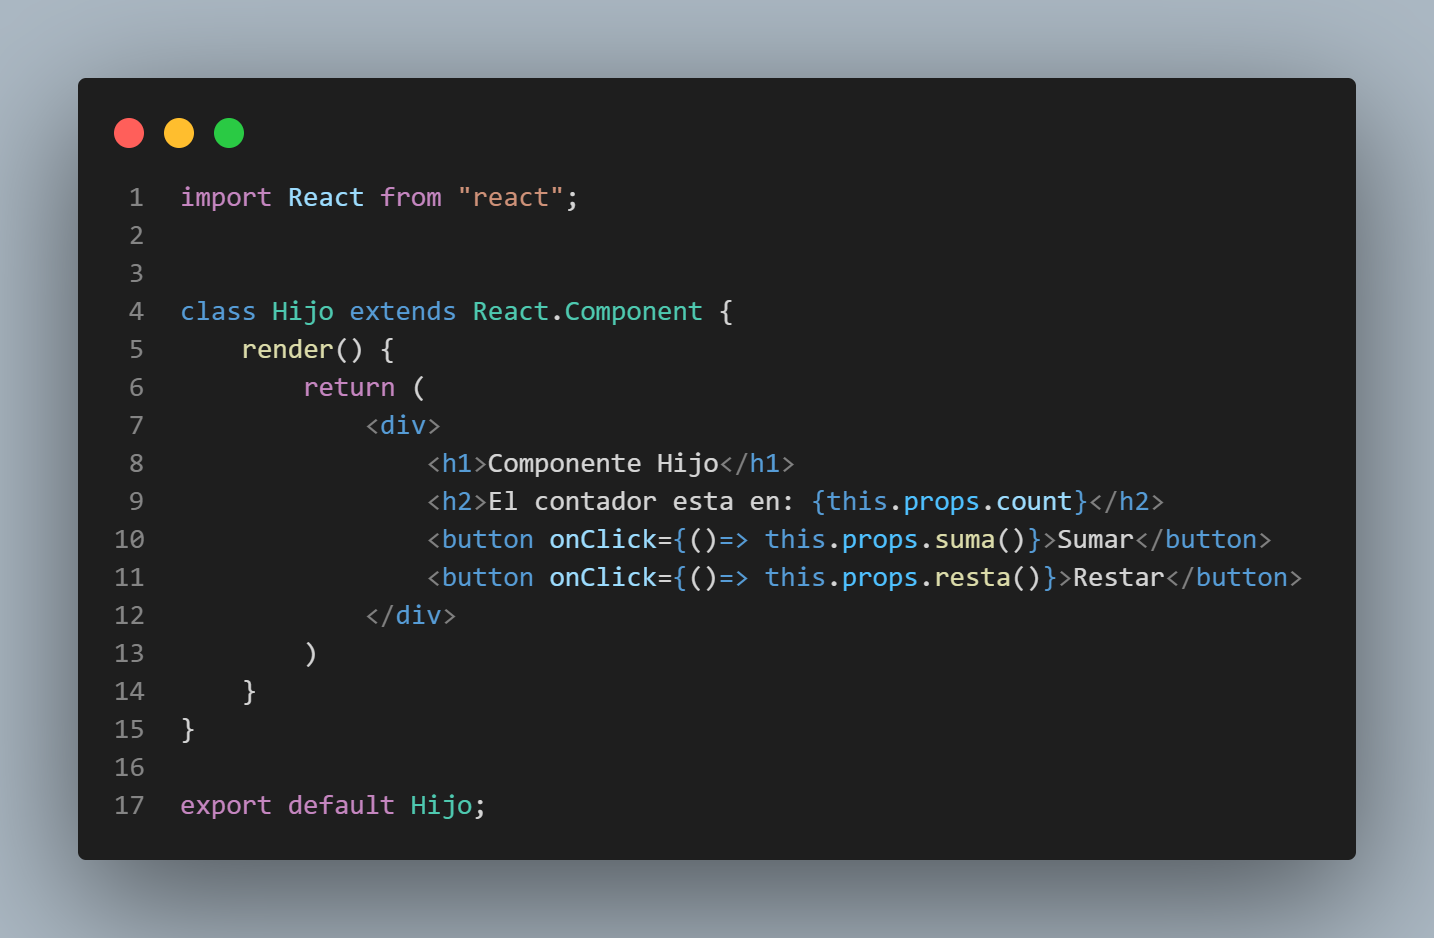 1 import React from "react";
2
3
4 class Hijo extends React.Component {
5     render() {
6         return (
7             <div>
8                 <h1>Componente Hijo</h1>
9                 <h2>El contador esta en: {this.props.count}</h2>
10                 <button onClick={()=> this.props.suma()}>Sumar</button>
11                 <button onClick={()=> this.props.resta()}>Restar</button>
12             </div>
13         )
14     }
15 }
16
17 export default Hijo;